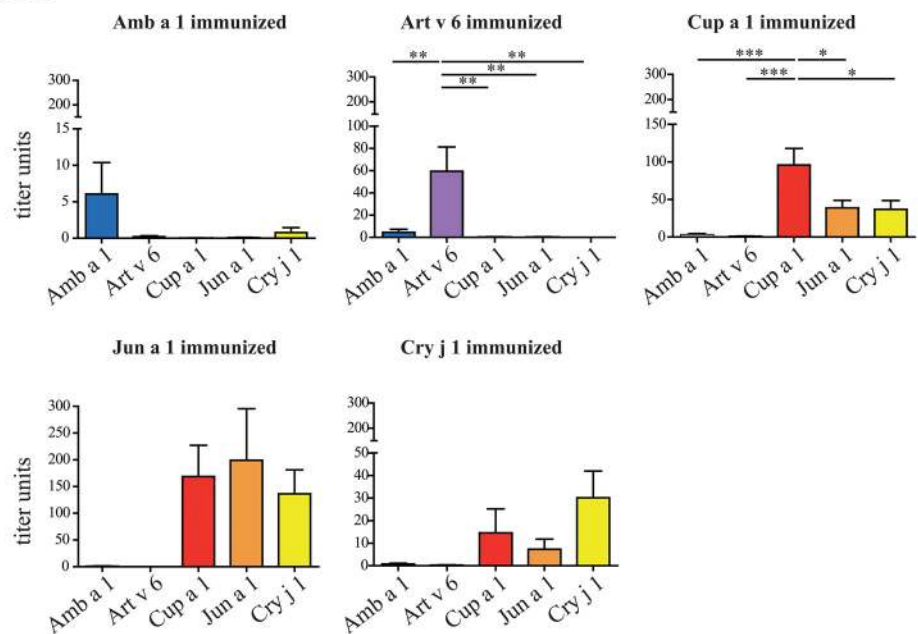 Amb a 1 immunized
titer units
300
200
15
10
5
0
Amb a 1
Art v 6
Cup a 1
Jun a 1
Cry j 1
Art v 6 immunized
**
**
**
**
300
200
100
80
60
40
20
0
Amb a 1
Art v 6
Cup a 1
Jun a 1
Cry j 1
Cup a 1 immunized
***
*
***
*
300
200
150
100
50
0
Amb a 1
Art v 6
Cup a 1
Jun a 1
Cry j 1
Jun a 1 immunized
titer units
300
250
200
150
100
50
0
Amb a 1
Art v 6
Cup a 1
Jun a 1
Cry j 1
Cry j 1 immunized
300
200
50
40
30
20
10
0
Amb a 1
Art v 6
Cup a 1
Jun a 1
Cry j 1